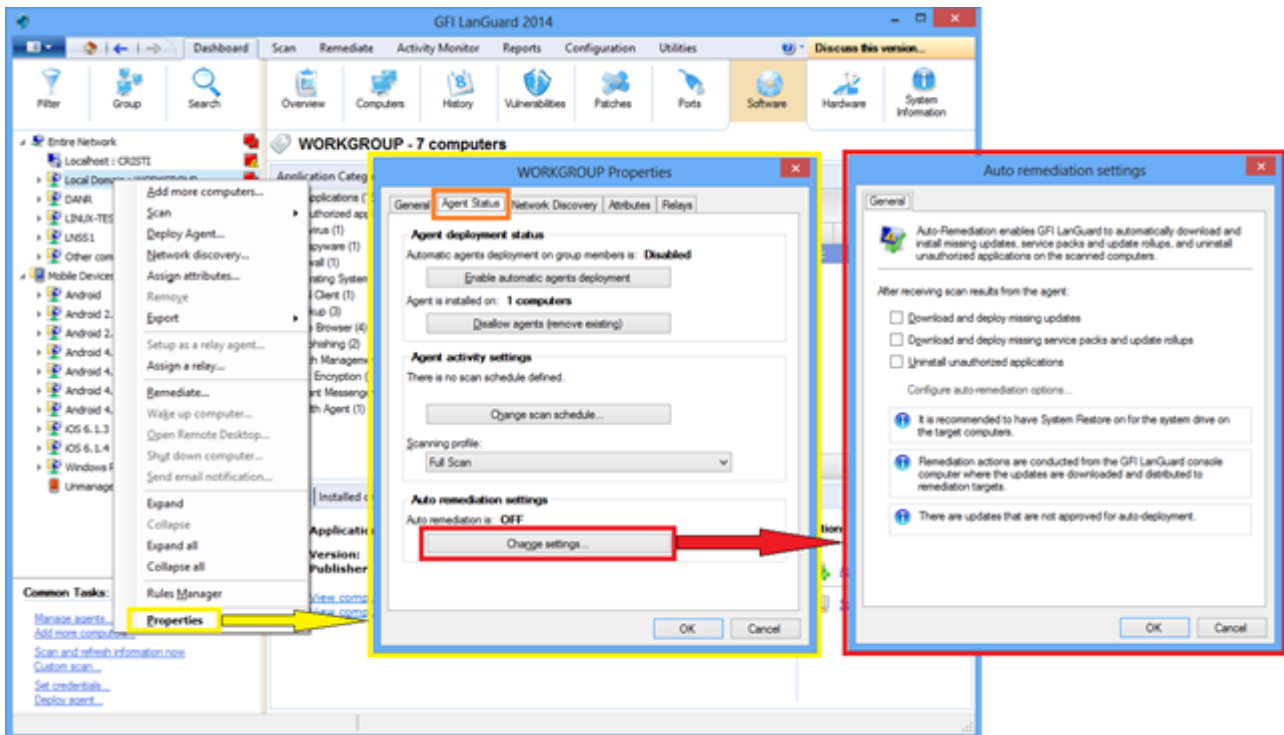 GFI LanGuard 2014
Dashboard Scan Remediate Activity Monitor Reports Configuration Utilities Discuss this version...
Filter Group Search Overview Computers History Vulnerabilities Patches Ports Software Hardware System Information
Entire Network
Localhost : CRISTI
Local Domain : WORKGROUP
DANR
LINUX-TES
LNSS1
Other com
Mobile Devices
Android
Android 2.
Android 2.
Android 4.
Android 4.
Android 4.
Android 4.
iOS 6.1.3
iOS 6.1.4
Windows P
Unmanage
Common Tasks:
Manage agents...
Add more computers...
Scan and refresh information now
Custom scan...
Set credentials...
Deploy agent...
Add more computers...
Scan
Deploy Agent...
Network discovery...
Assign attributes...
Remove
Export
Setup as a relay agent...
Assign a relay...
Remediate...
Wake up computer...
Open Remote Desktop...
Shut down computer...
Send email notification...
Expand
Collapse
Expand all
Collapse all
Rules Manager
Properties
WORKGROUP - 7 computers
Application Categ
Installed o
Applicatio
Version:
Publisher
View comp
View comp
WORKGROUP Properties
General Agent Status Network Discovery Attributes Relays
Agent deployment status
Automatic agents deployment on group members is: Disabled
Enable automatic agents deployment
Agent is installed on: 1 computers
Disallow agents (remove existing)
Agent activity settings
There is no scan schedule defined.
Change scan schedule...
Scanning profile:
Full Scan
Auto remediation settings
Auto remediation is: OFF
Change settings...
OK Cancel
Auto remediation settings
General
Auto-Remediation enables GFI LanGuard to automatically download and
install missing updates, service packs and update rollups, and uninstall
unauthorized applications on the scanned computers.
After receiving scan results from the agent:
Download and deploy missing updates
Download and deploy missing service packs and update rollups
Uninstall unauthorized applications
Configure auto-remediation options...
It is recommended to have System Restore on for the system drive on
the target computers.
Remediation actions are conducted from the GFI LanGuard console
computer where the updates are downloaded and distributed to
remediation targets.
There are updates that are not approved for auto-deployment.
OK Cancel